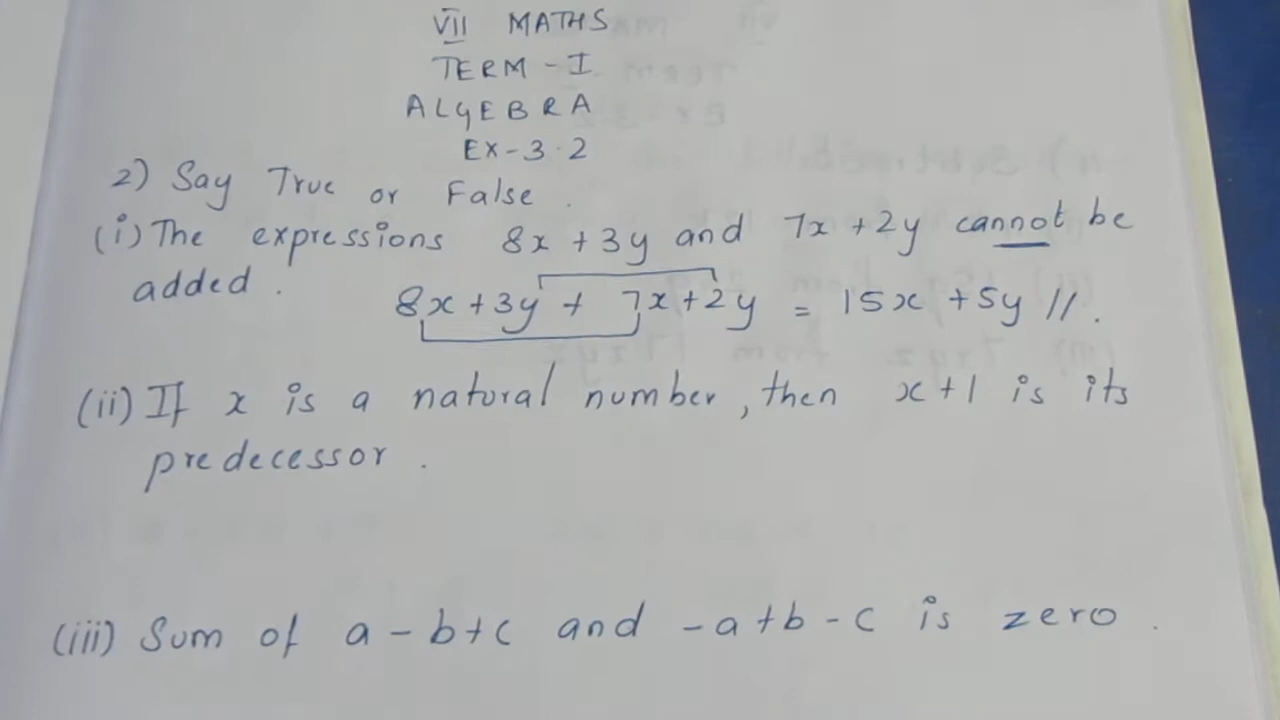 VII MATHS
TERM - I
ALGEBRA
EX-3.2
2) Say True or False.
(i) The expressions 8x + 3y and 7x + 2y cannot be
added.
8x + 3y + 7x + 2y = 15x + 5y //.
(ii) If x is a natural number, then x+1 is its
predecessor.
(iii) Sum of a - b + c and -a + b - c is zero.